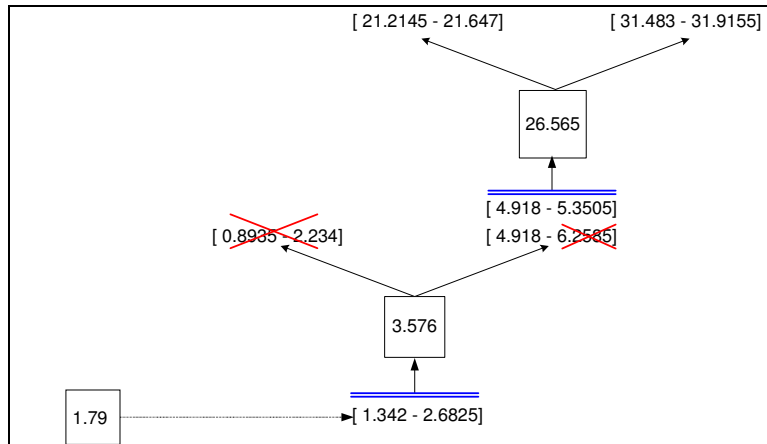 [ 21.2145 - 21.647] [ 31.483 - 31.9155]
26.565
[ 4.918 - 5.3505]
[ 0.8935 - 2.234] [ 4.918 - 6.2585]
3.576
1.79 [ 1.342 - 2.6825]